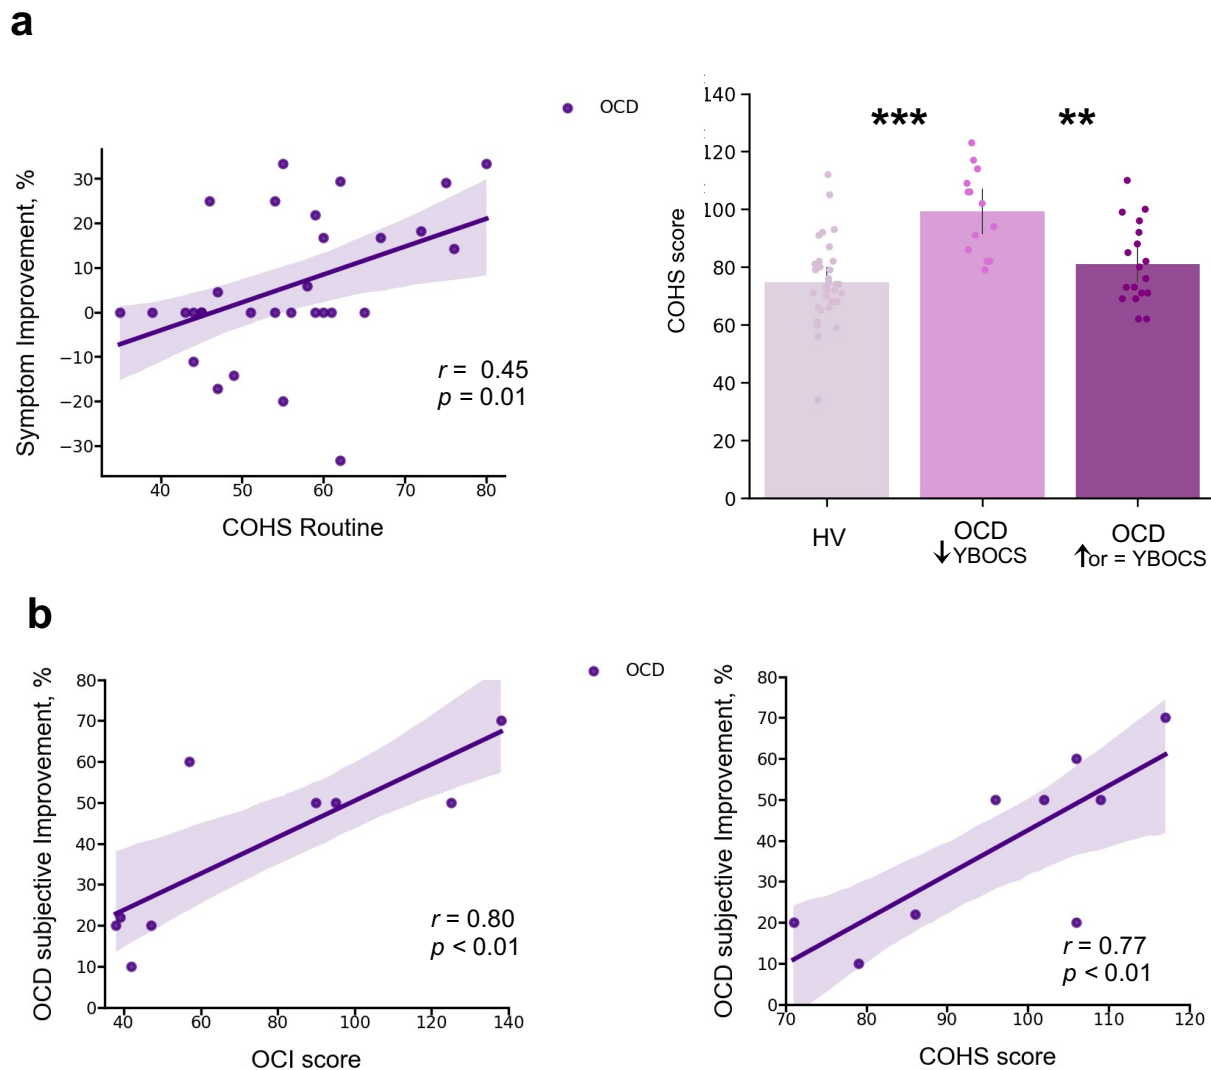 a
OCD
Symptom Improvement, %
30
20
10
0
−10
−20
−30
r = 0.45
p = 0.01
40 50 60 70 80
COHS Routine
COHS score
140
120
100
80
60
40
20
0
*** **
HV
OCD
↓YBOCS
OCD
↑or = YBOCS
b
OCD
OCD subjective Improvement, %
80
70
60
50
40
30
20
10
0
r = 0.80
p < 0.01
40 60 80 100 120 140
OCI score
OCD subjective Improvement, %
80
70
60
50
40
30
20
10
0
r = 0.77
p < 0.01
70 80 90 100 110 120
COHS score